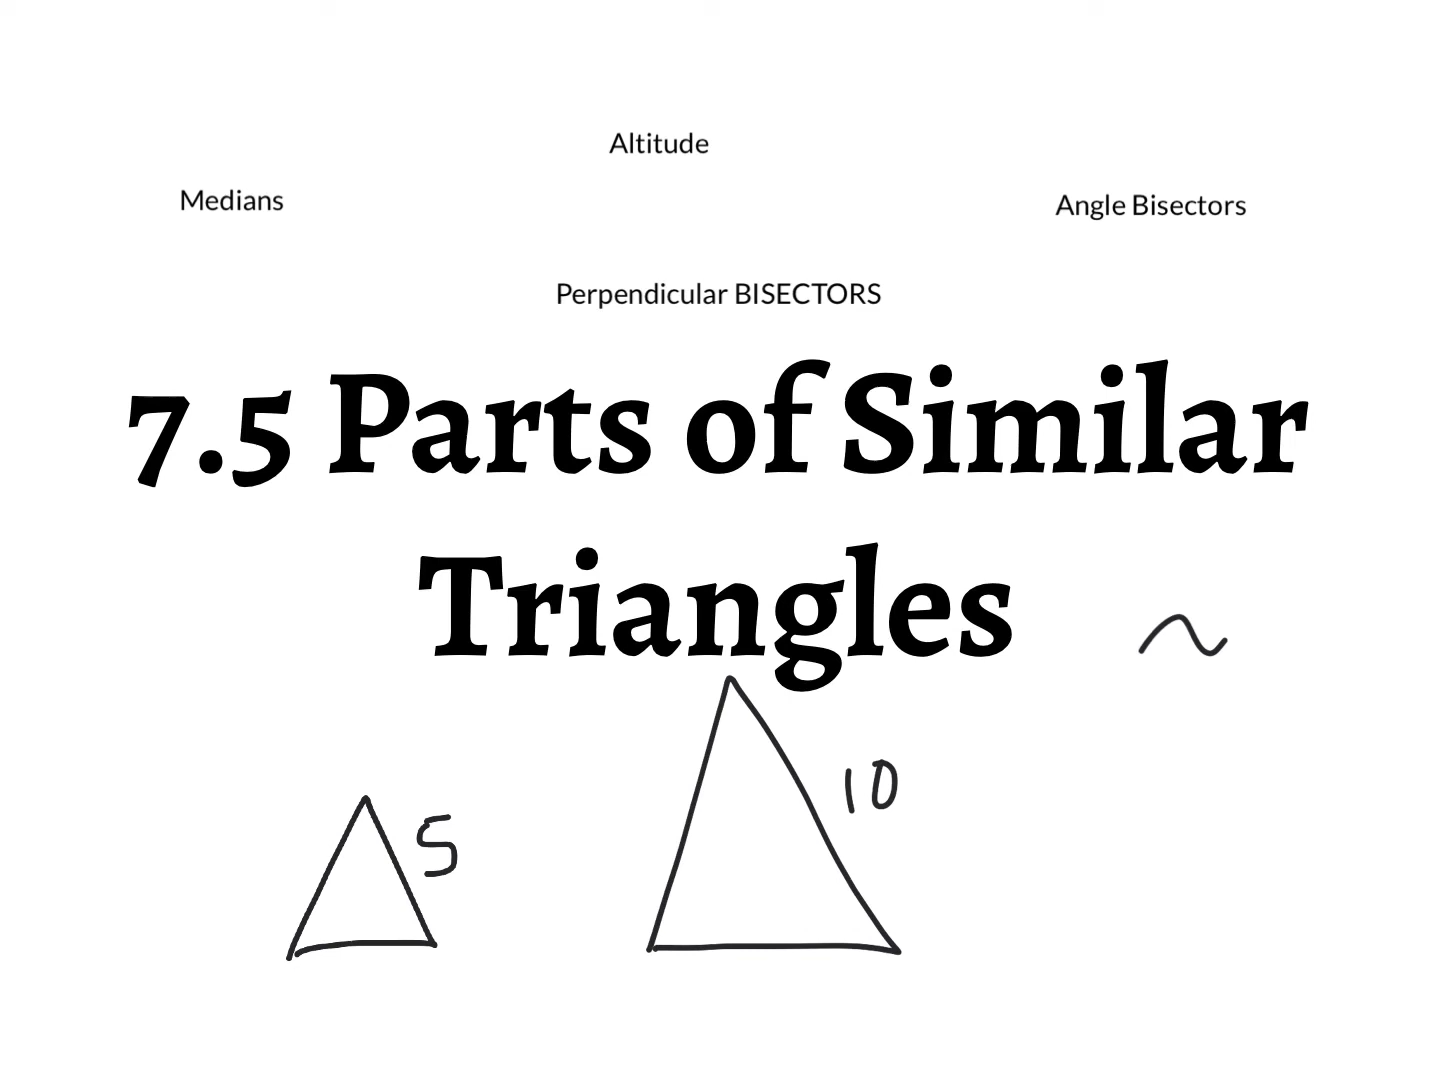 Altitude
Medians
Angle Bisectors
Perpendicular BISECTORS
7.5 Parts of Similar
Triangles
~
10
5